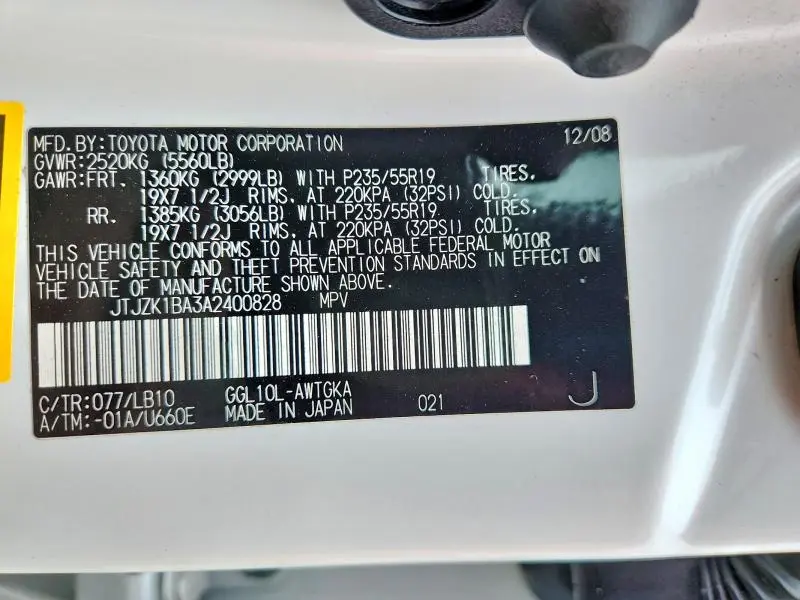 MFD.BY:TOYOTA MOTOR CORPORATION 12/08
GVWR:2520KG (5560LB)
GAWR:FRT. 1360KG (2999LB) WITH P235/55R19 TIRES,
19X7 1/2J RIMS, AT 220KPA (32PSI) COLD.
RR. 1385KG (3056LB) WITH P235/55R19 TIRES,
19X7 1/2J RIMS, AT 220KPA (32PSI) COLD.
THIS VEHICLE CONFORMS TO ALL APPLICABLE FEDERAL MOTOR
VEHICLE SAFETY AND THEFT PREVENTION STANDARDS IN EFFECT ON
THE DATE OF MANUFACTURE SHOWN ABOVE.
JTJZK1BA3A2400828 MPV
C/TR:077/LB10 GGL10L-AWTGKA
A/TM:-01A/U660E MADE IN JAPAN 021 J